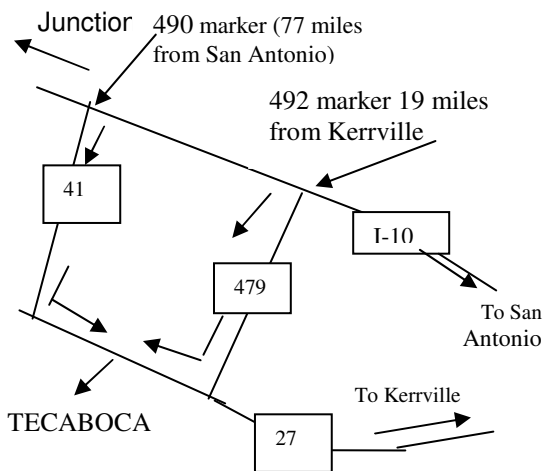 Junction
490 marker (77 miles
from San Antonio)
492 marker 19 miles
from Kerrville
41
I-10
479
To San
Antonio
To Kerrville
TECABOCA
27